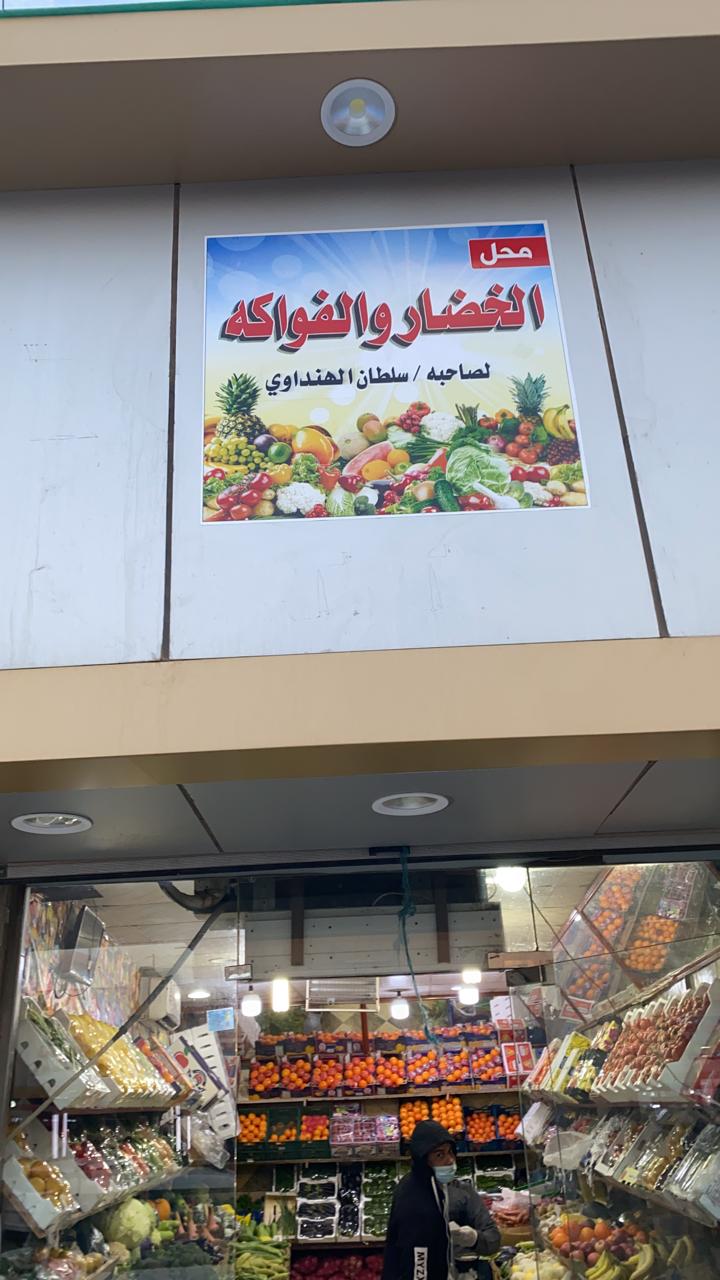 محل
الخضار والفواكه
لصاحبه / سلطان الهنداوي